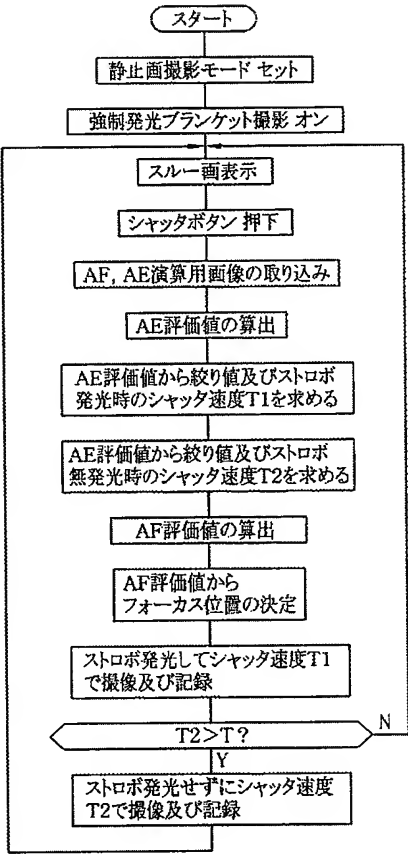 スタート
静止画撮影モード セット
強制発光ブランケット撮影 オン
スルー画表示
シャッタボタン 押下
AF, AE演算用画像の取り込み
AE評価値の算出
AE評価値から絞り値及びストロボ
発光時のシャッタ速度T1を求める
AE評価値から絞り値及びストロボ
無発光時のシャッタ速度T2を求める
AF評価値の算出
AF評価値から
フォーカス位置の決定
ストロボ発光してシャッタ速度T1
で撮像及び記録
T2>T?
N
Y
ストロボ発光せずにシャッタ速度
T2で撮像及び記録